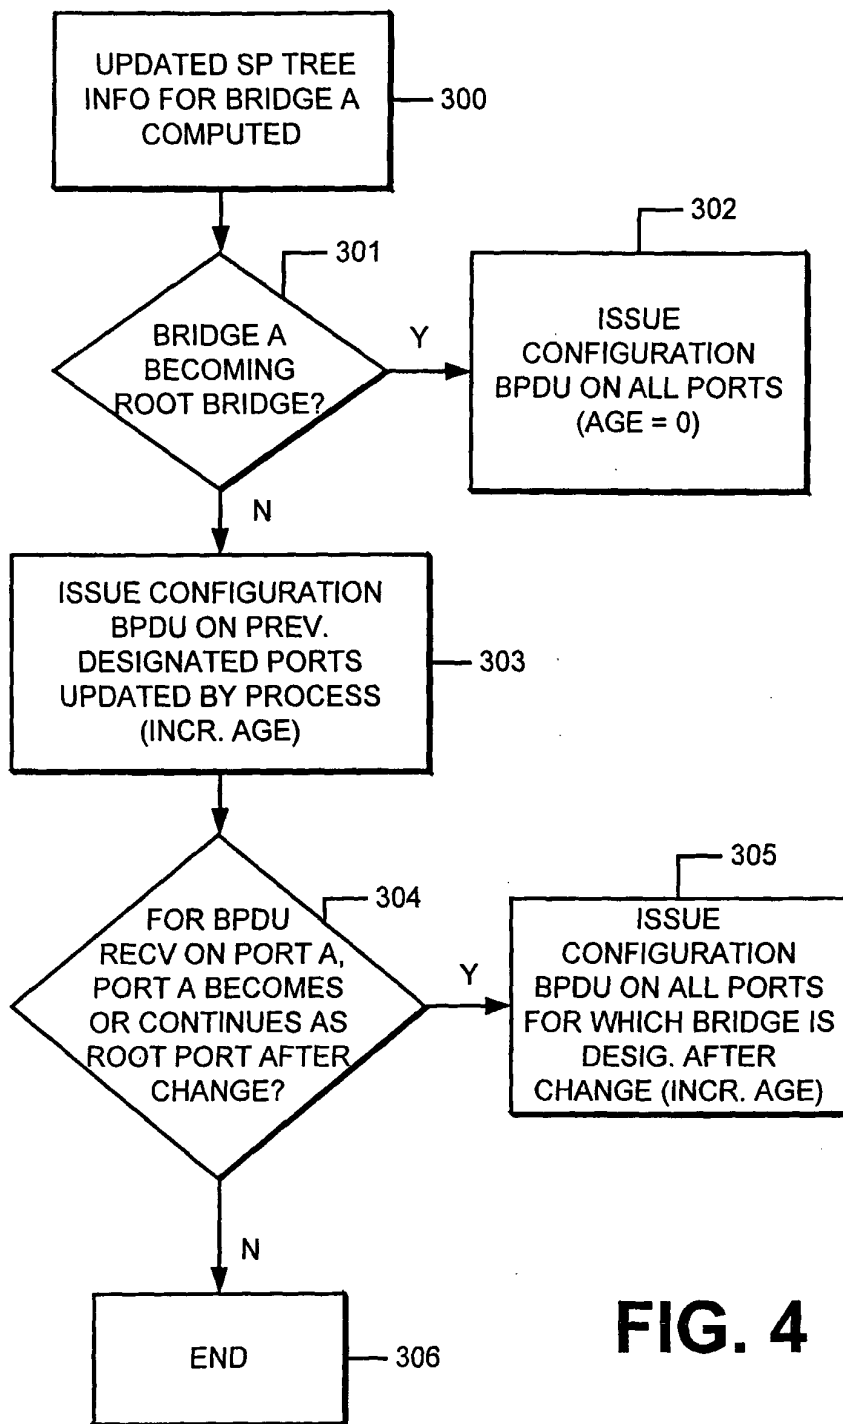 UPDATED SP TREE
INFO FOR BRIDGE A
COMPUTED
300
301
BRIDGE A
BECOMING
ROOT BRIDGE?
Y
302
ISSUE
CONFIGURATION
BPDU ON ALL PORTS
(AGE = 0)
N
ISSUE CONFIGURATION
BPDU ON PREV.
DESIGNATED PORTS
UPDATED BY PROCESS
(INCR. AGE)
303
304
FOR BPDU
RECV ON PORT A,
PORT A BECOMES
OR CONTINUES AS
ROOT PORT AFTER
CHANGE?
Y
305
ISSUE
CONFIGURATION
BPDU ON ALL PORTS
FOR WHICH BRIDGE IS
DESIG. AFTER
CHANGE (INCR. AGE)
N
END
306
FIG. 4